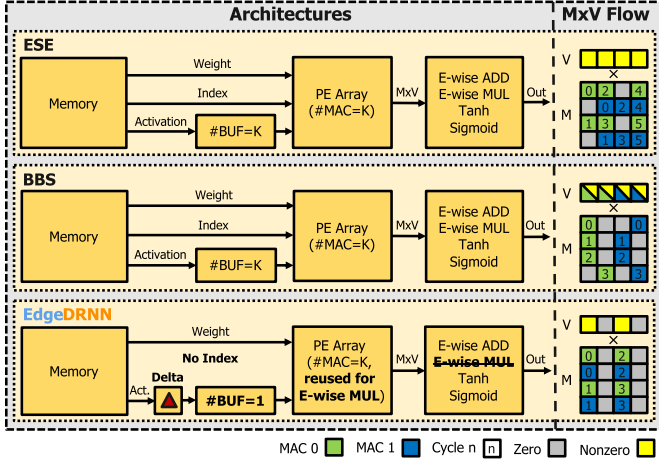 Architectures
MxV Flow
ESE
Memory
Weight
Index
Activation
#BUF=K
PE Array
(#MAC=K)
MxV
E-wise ADD
E-wise MUL
Tanh
Sigmoid
Out
V
×
M
0 2 4
0 2 4
1 3 5
1 3 5
BBS
Memory
Weight
Index
Activation
#BUF=K
PE Array
(#MAC=K)
MxV
E-wise ADD
E-wise MUL
Tanh
Sigmoid
Out
V
×
M
0 0
1 1
2 2
3 3
EdgeDRNN
Memory
Weight
No Index
Act.
Delta
#BUF=1
PE Array
(#MAC=K,
reused for
E-wise MUL)
MxV
E-wise ADD
E-wise MUL
Tanh
Sigmoid
Out
V
×
M
0 2
0 2
1 3
1 3
MAC 0 MAC 1 Cycle n n Zero Nonzero